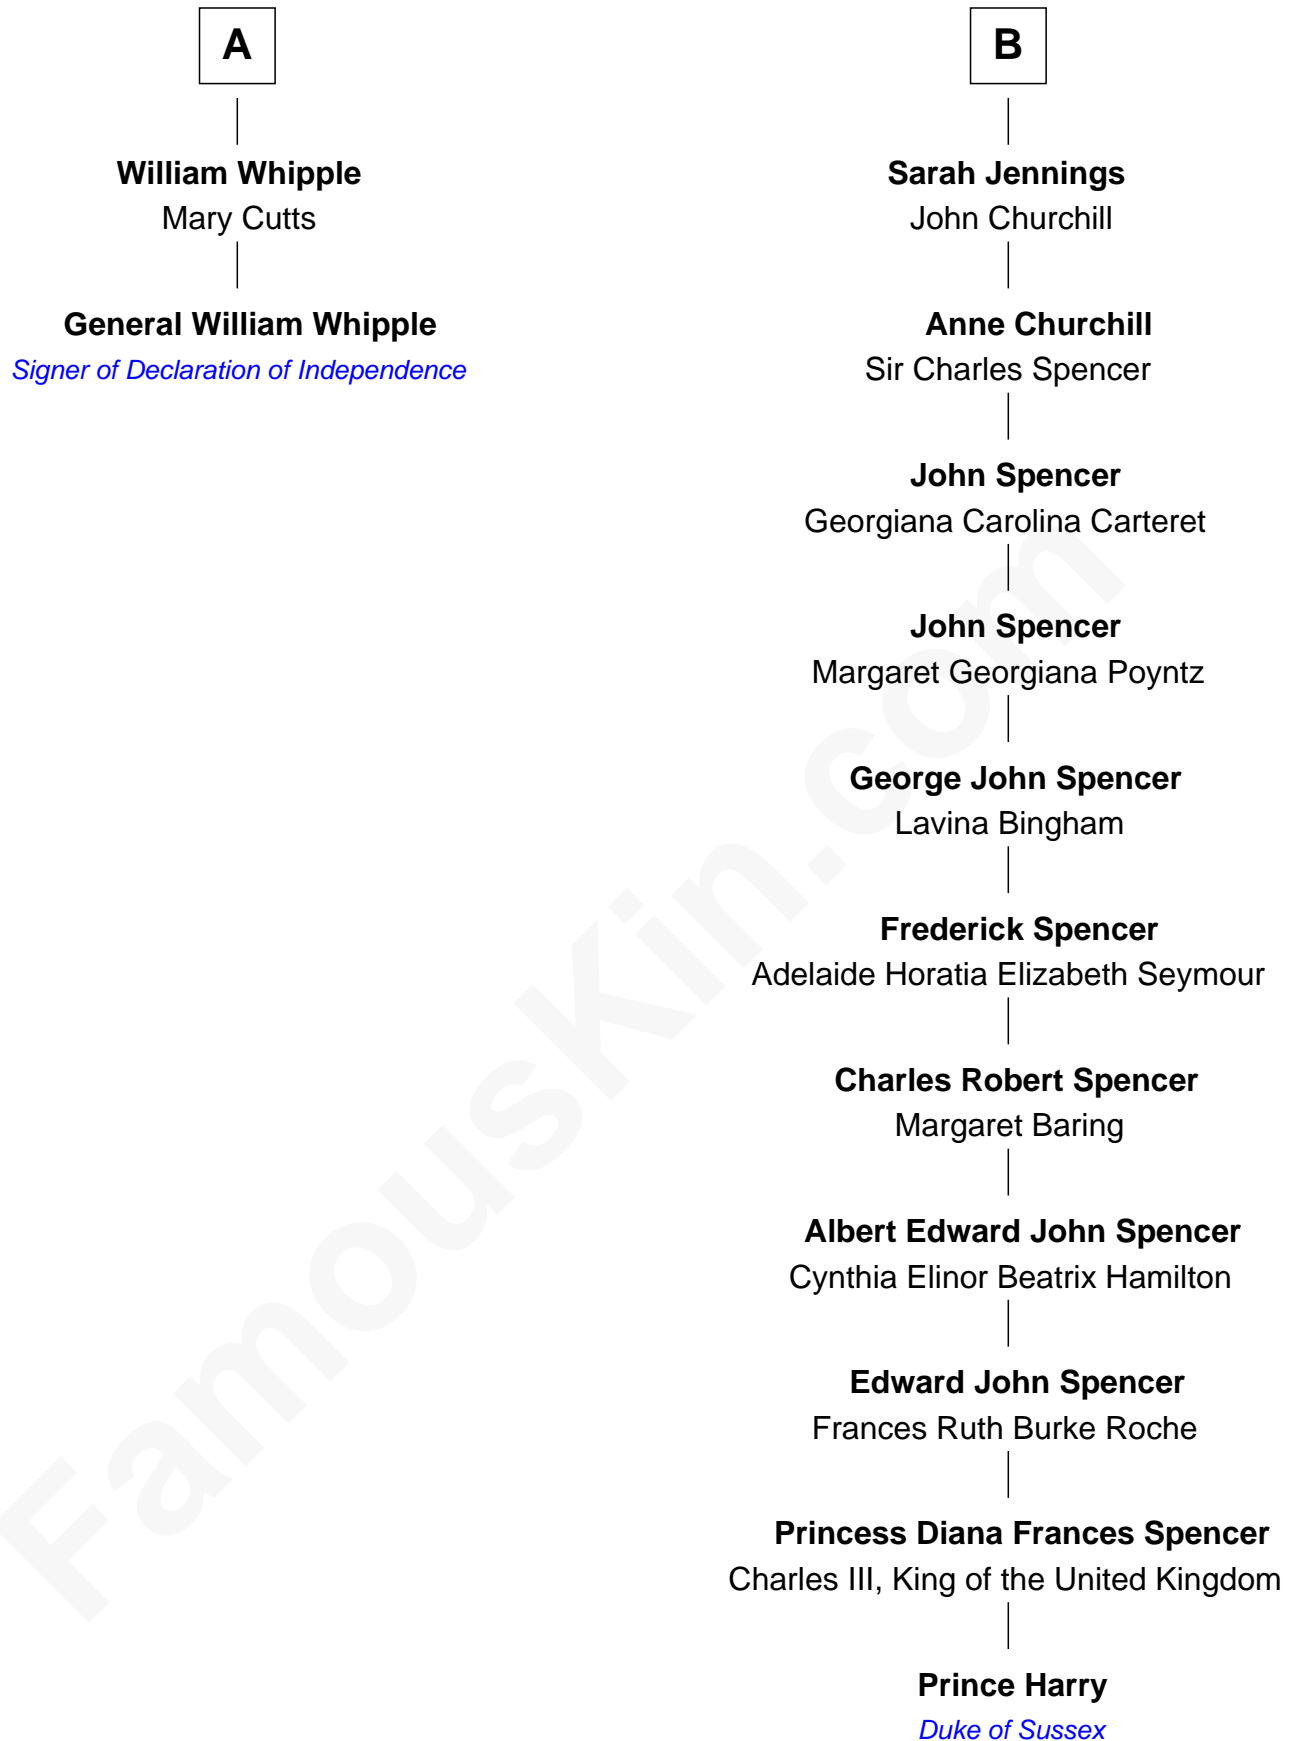 A
William Whipple
Mary Cutts
General William Whipple
Signer of Declaration of Independence
B
Sarah Jennings
John Churchill
Anne Churchill
Sir Charles Spencer
John Spencer
Georgiana Carolina Carteret
John Spencer
Margaret Georgiana Poyntz
George John Spencer
Lavina Bingham
Frederick Spencer
Adelaide Horatia Elizabeth Seymour
Charles Robert Spencer
Margaret Baring
Albert Edward John Spencer
Cynthia Elinor Beatrix Hamilton
Edward John Spencer
Frances Ruth Burke Roche
Princess Diana Frances Spencer
Charles III, King of the United Kingdom
Prince Harry
Duke of Sussex
FamousKin.com